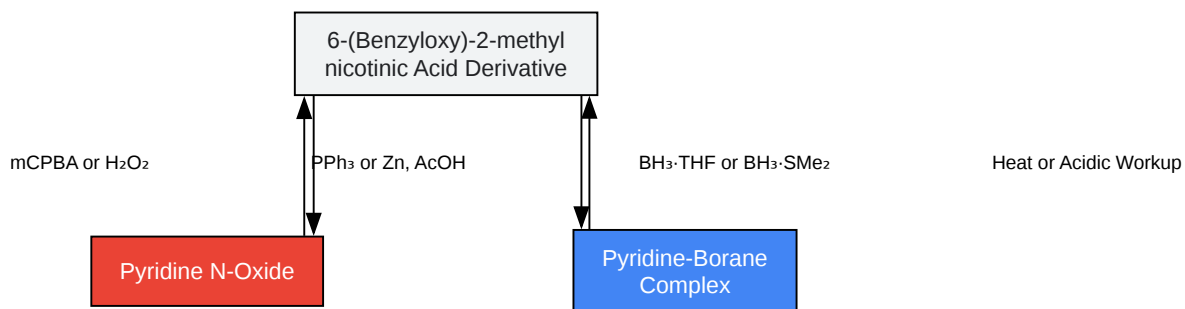 6-(Benzyloxy)-2-methyl
nicotinic Acid Derivative
mCPBA or H₂O₂
PPh₃ or Zn, AcOH
BH₃·THF or BH₃·SMe₂
Heat or Acidic Workup
Pyridine N-Oxide
Pyridine-Borane
Complex